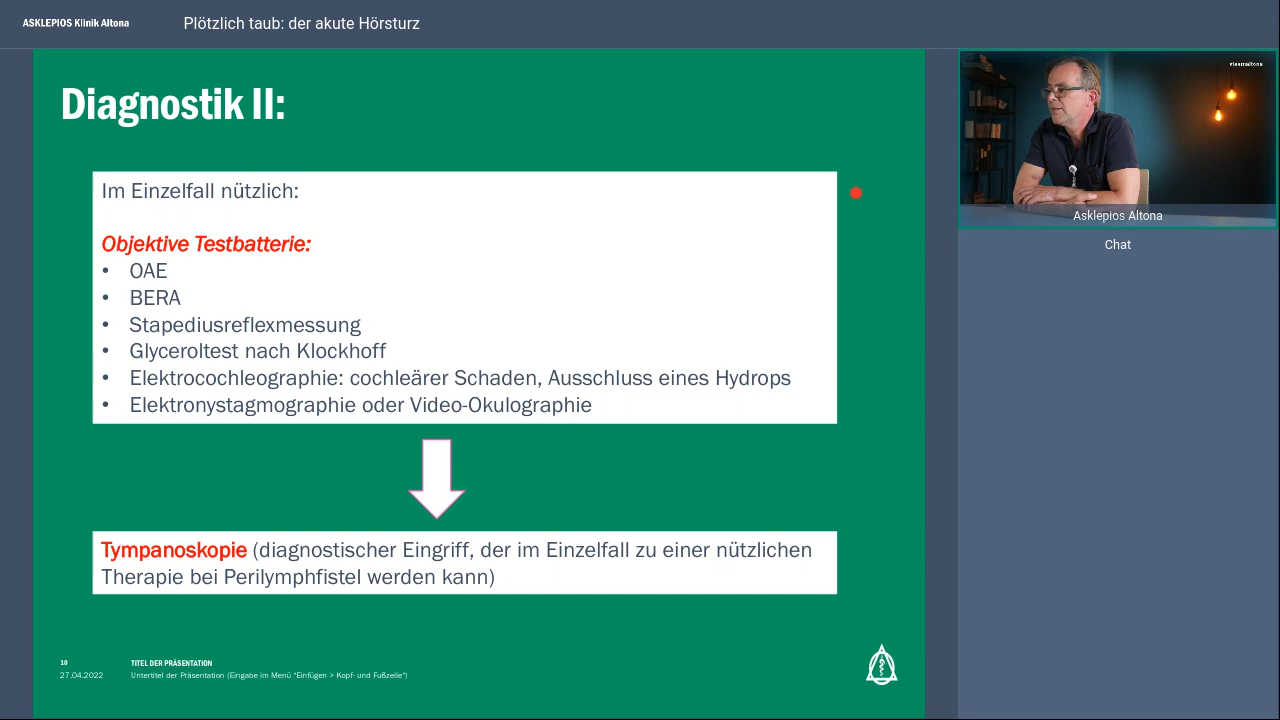 ASKLEPIOS Klinik Altona
Plötzlich taub: der akute Hörsturz
Diagnostik II:
Im Einzelfall nützlich:
Objektive Testbatterie:
• OAE
• BERA
• Stapediusreflexmessung
• Glyceroltest nach Klockhoff
• Elektrocochleographie: cochleärer Schaden, Ausschluss eines Hydrops
• Elektronystagmographie oder Video-Okulographie
Tympanoskopie (diagnostischer Eingriff, der im Einzelfall zu einer nützlichen
Therapie bei Perilymphfistel werden kann)
10
TITEL DER PRÄSENTATION
27.04.2022
Untertitel der Präsentation (Eingabe im Menü "Einfügen > Kopf- und Fußzeile")
#teamaltona
Asklepios Altona
Chat